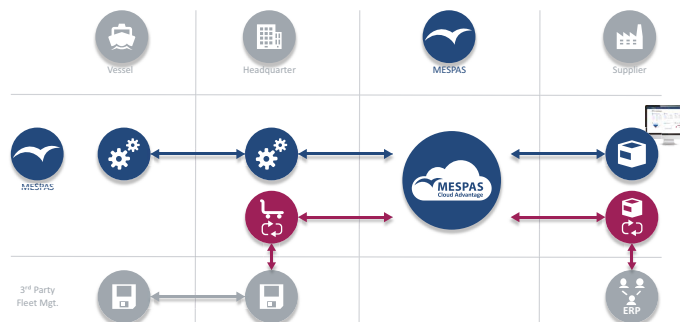 Vessel
Headquarter
MESPAS
Supplier
MESPAS
MESPAS
Cloud Advantage
3rd Party
Fleet Mgt.
ERP